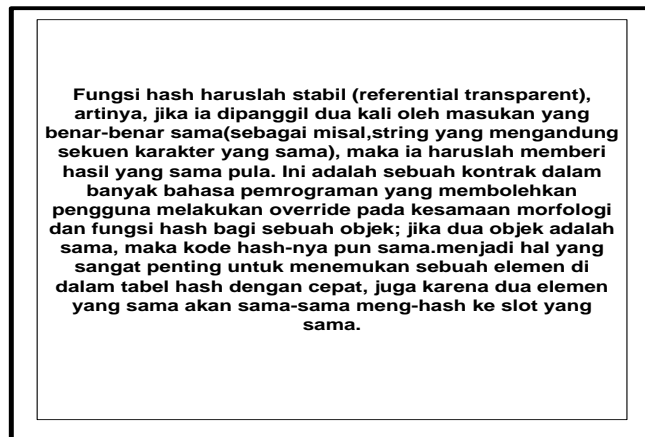 Fungsi hash haruslah stabil (referential transparent),
artinya, jika ia dipanggil dua kali oleh masukan yang
benar-benar sama(sebagai misal,string yang mengandung
sekuen karakter yang sama), maka ia haruslah memberi
hasil yang sama pula. Ini adalah sebuah kontrak dalam
banyak bahasa pemrograman yang membolehkan
pengguna melakukan override pada kesamaan morfologi
dan fungsi hash bagi sebuah objek; jika dua objek adalah
sama, maka kode hash-nya pun sama.menjadi hal yang
sangat penting untuk menemukan sebuah elemen di
dalam tabel hash dengan cepat, juga karena dua elemen
yang sama akan sama-sama meng-hash ke slot yang
sama.